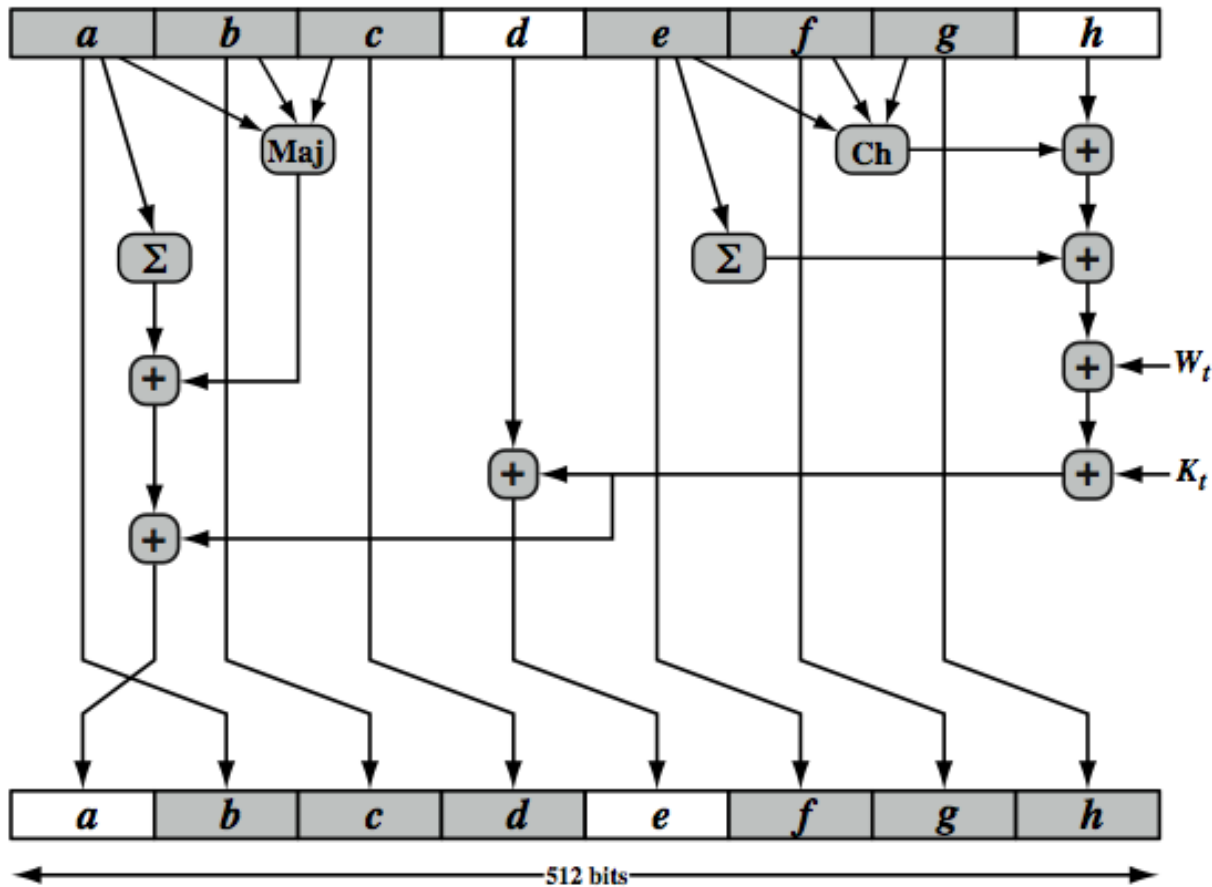 a b c d e f g h
Maj Ch +
Σ Σ +
+ + W_t
+ + K_t
+
a b c d e f g h
512 bits